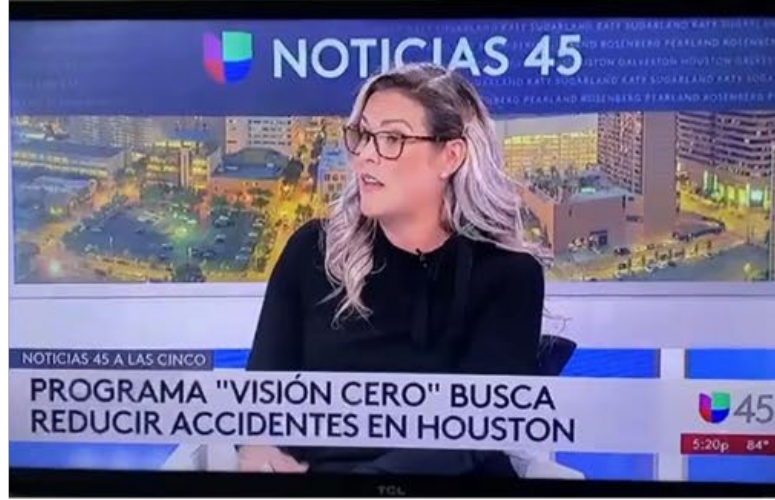 NOTICIAS 45
NOTICIAS 45 A LAS CINCO
PROGRAMA "VISIÓN CERO" BUSCA
REDUCIR ACCIDENTES EN HOUSTON
45
5:20p 84°
TCL